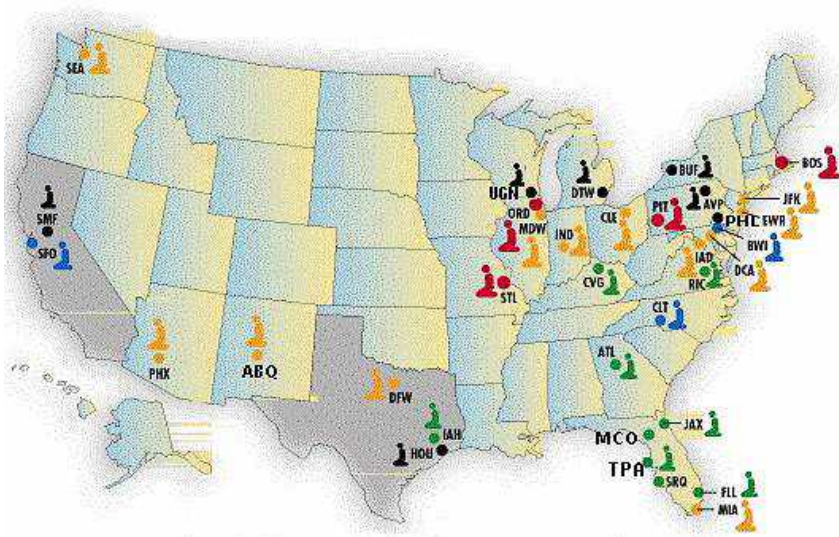 SEA
UGN
DTW
BUF
BOS
ORD
MDW
CLE
PIT
AVP
JFK
PHL
EWR
SMF
SFO
IND
IAD
BWI
DCA
STL
CVG
RIC
CLT
PHX
ABQ
ATL
DFW
IAH
HOU
JAX
MCO
TPA
SRQ
FLL
MIA